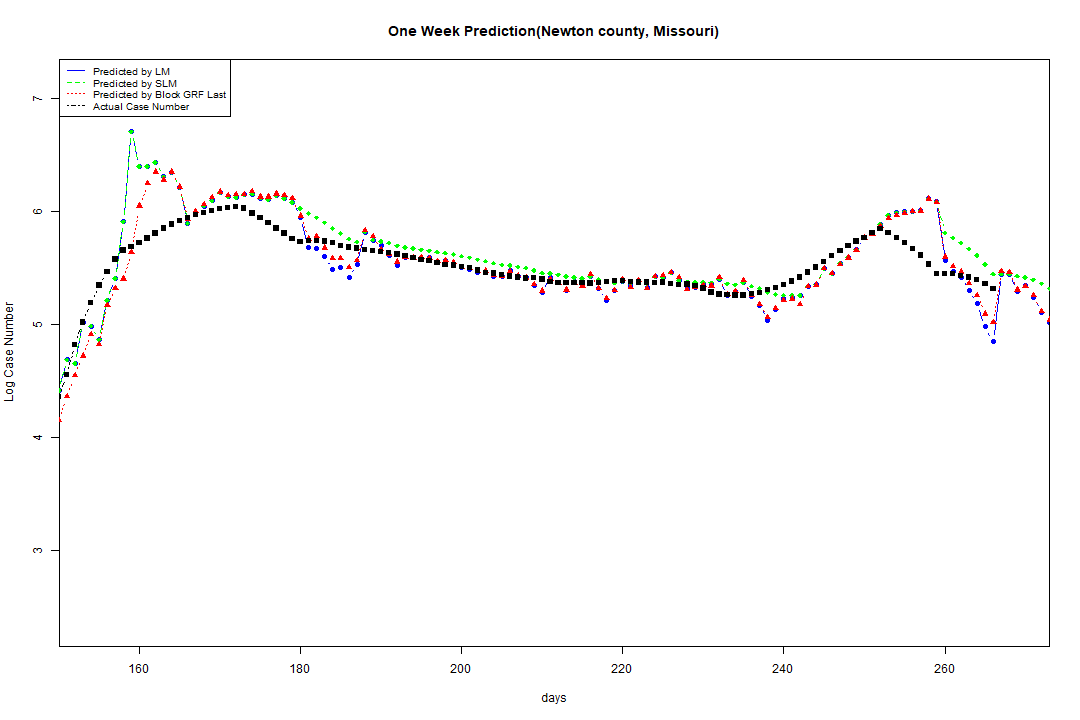 One Week Prediction(Newton county, Missouri)
Predicted by LM
Predicted by SLM
Predicted by Block GRF Last
Actual Case Number
7
6
5
4
3
Log Case Number
160 180 200 220 240 260
days